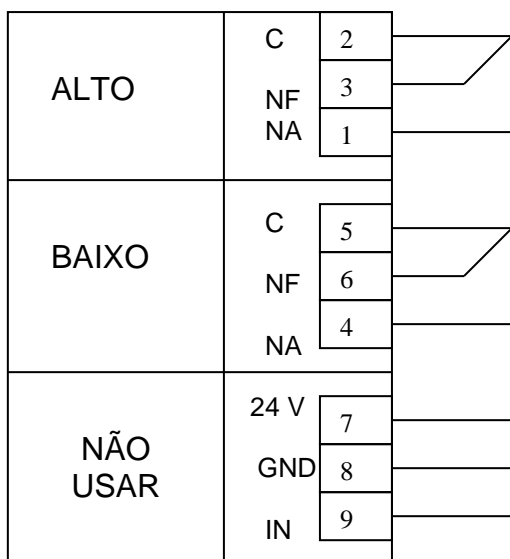 C 2
ALTO NF 3
NA 1
C 5
BAIXO NF 6
NA 4
24 V 7
NÃO
USAR GND 8
IN 9